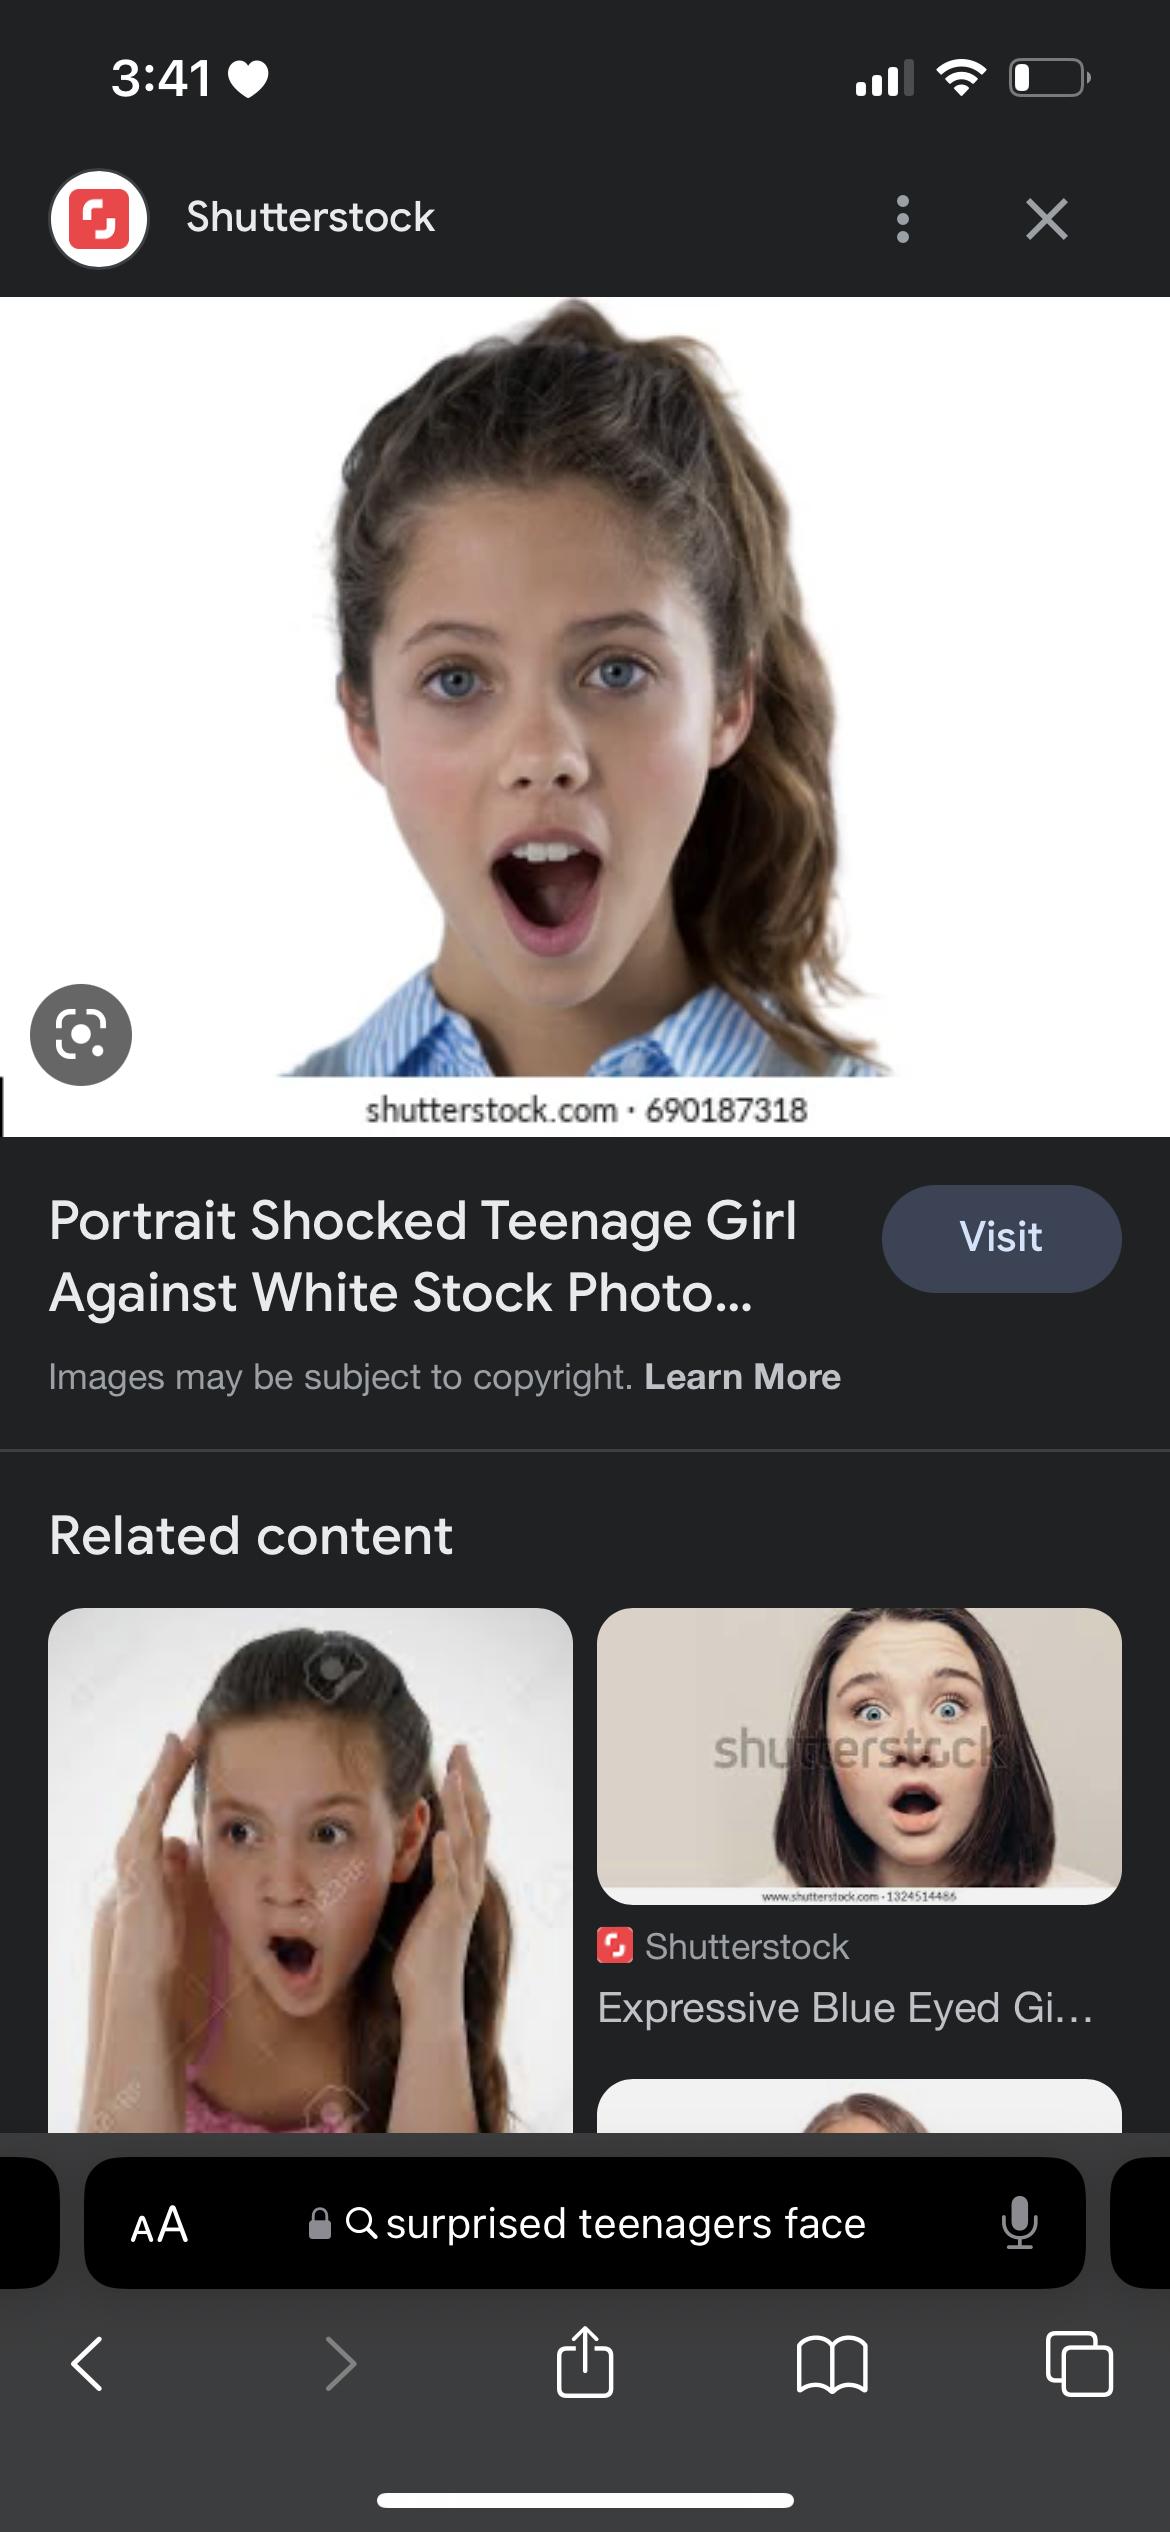 3:41
Shutterstock
shutterstock.com · 690187318
Portrait Shocked Teenage Girl
Against White Stock Photo...
Visit
Images may be subject to copyright. Learn More
Related content
shutterstock
www.shutterstock.com · 1324514486
Shutterstock
Expressive Blue Eyed Gi...
AA
surprised teenagers face